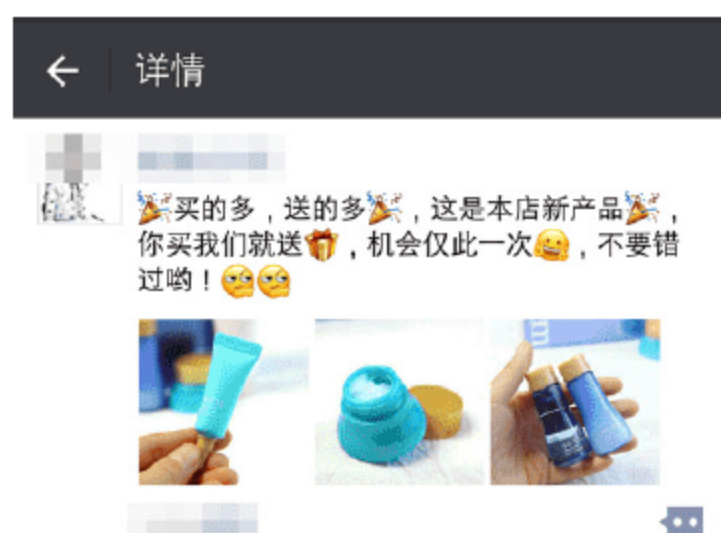 详情
🎉买的多，送的多🎉，这是本店新产品🎉，
你买我们就送🎁，机会仅此一次🤗，不要错
过哟！🤔🤔
m